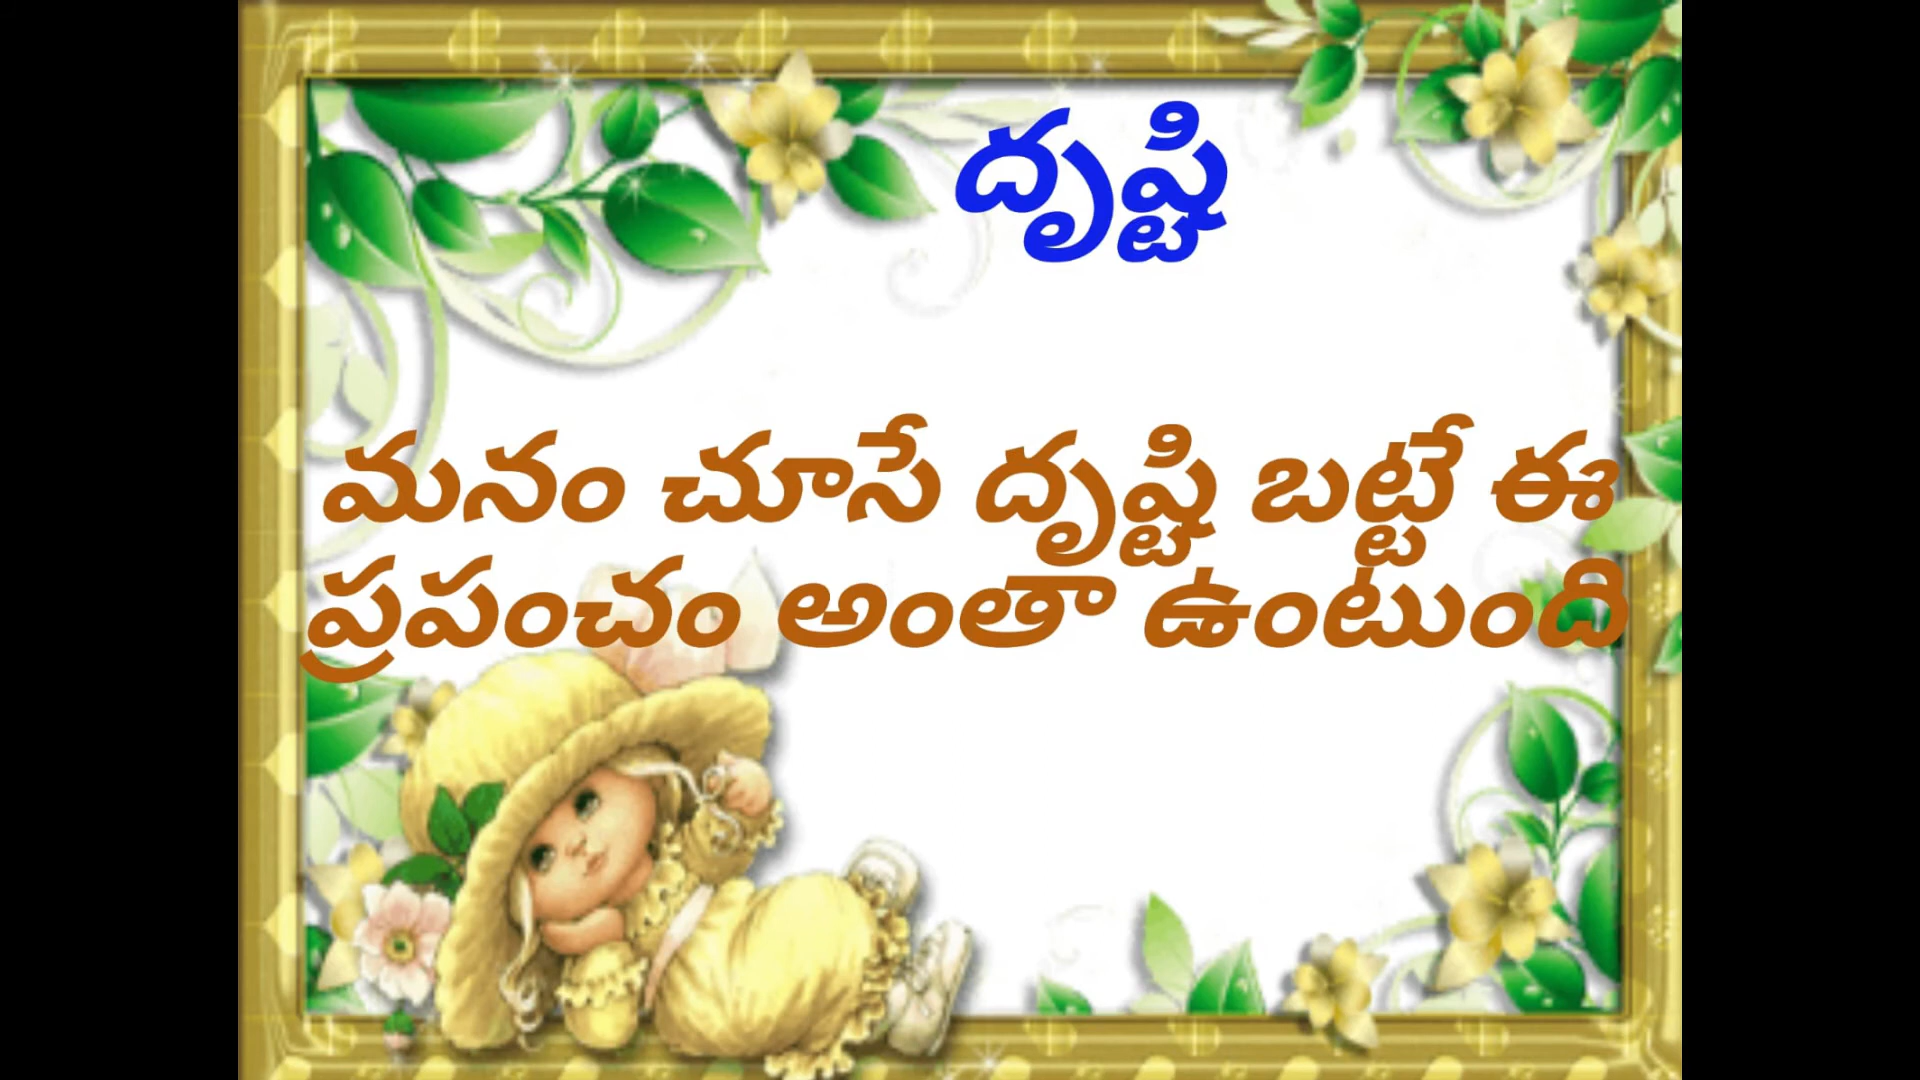 దృష్టి
మనం చూసే దృష్టి బట్టే ఈ
ప్రపంచం అంతా ఉంటుంది